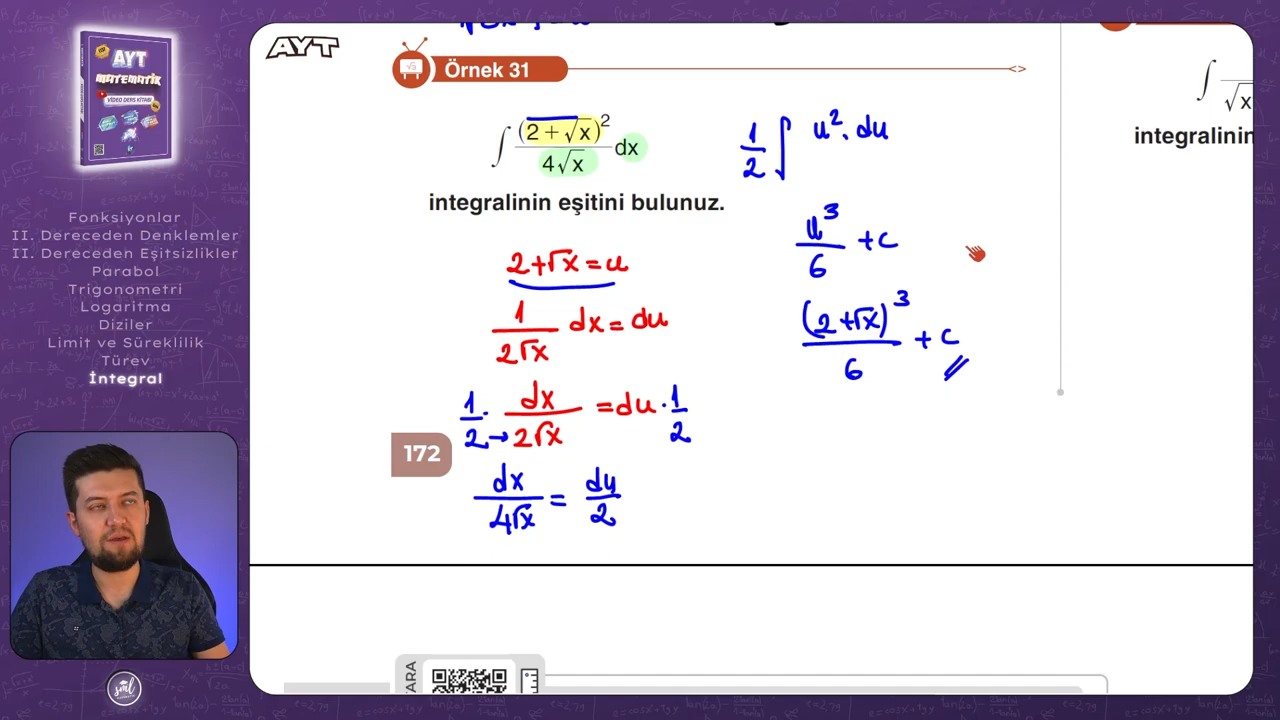 AYT
MATEMATİK
VİDEO DERS KİTABI
Fonksiyonlar
II. Dereceden Denklemler
II. Dereceden Eşitsizlikler
Parabol
Trigonometri
Logaritma
Diziler
Limit ve Süreklilik
Türev
İntegral
sml
AYT
Örnek 31
∫ (2 + √x)² / 4√x dx
integralinin eşitini bulunuz.
2+√x = u
1/2√x dx = du
1/2 · dx/2√x = du · 1/2
dx/4√x = du/2
172
1/2 ∫ u² . du
u³/6 + c
(2+√x)³/6 + c
∫ √x
integralinin
ARA